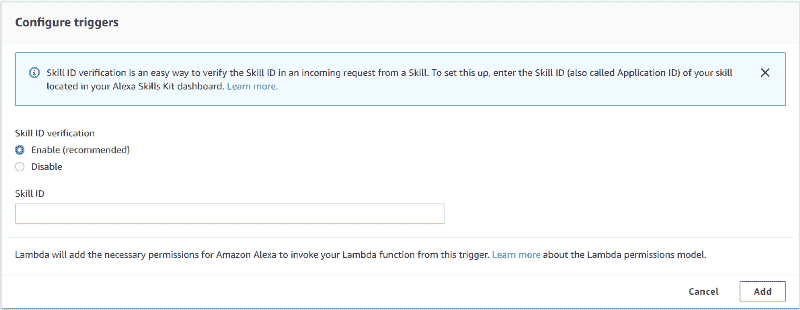 Configure triggers
Skill ID verification is an easy way to verify the Skill ID in an incoming request from a Skill. To set this up, enter the Skill ID (also called Application ID) of your skill
located in your Alexa Skills Kit dashboard. Learn more.
Skill ID verification
Enable (recommended)
Disable
Skill ID
Lambda will add the necessary permissions for Amazon Alexa to invoke your Lambda function from this trigger. Learn more about the Lambda permissions model.
Cancel Add